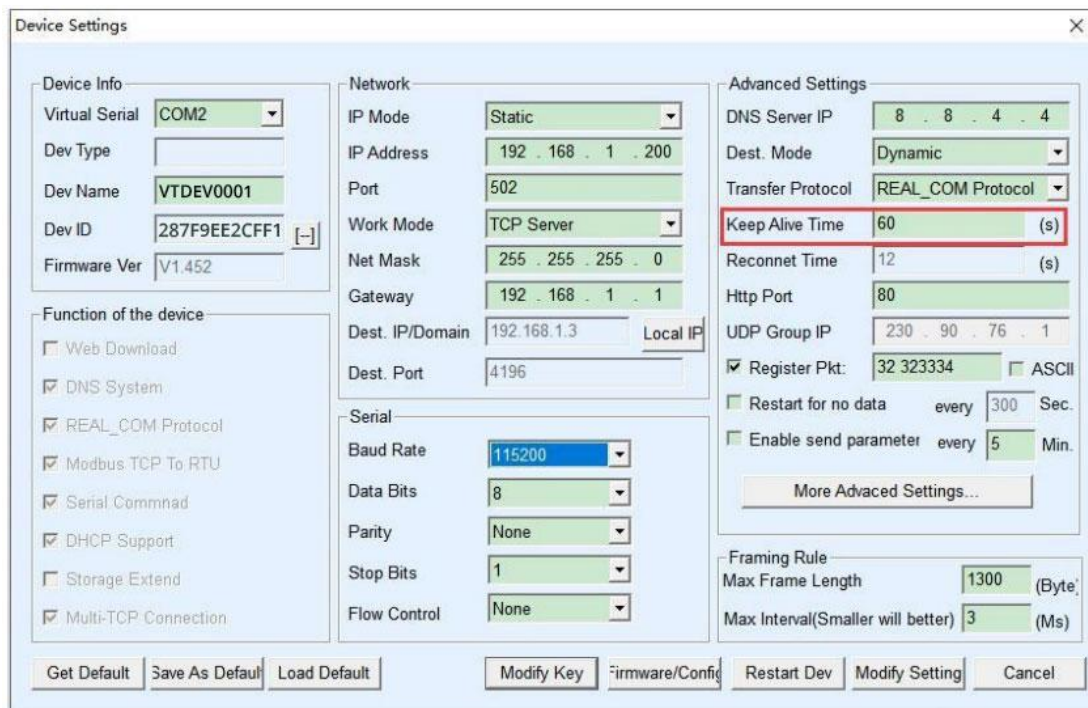 Device Settings
Device Info
Virtual Serial COM2
Dev Type
Dev Name VTDEV0001
Dev ID 287F9EE2CFF1 [--]
Firmware Ver V1.452
Function of the device
Web Download
DNS System
REAL_COM Protocol
Modbus TCP To RTU
Serial Commnad
DHCP Support
Storage Extend
Multi-TCP Connection
Network
IP Mode Static
IP Address 192 . 168 . 1 . 200
Port 502
Work Mode TCP Server
Net Mask 255 . 255 . 255 . 0
Gateway 192 . 168 . 1 . 1
Dest. IP/Domain 192.168.1.3 Local IP
Dest. Port 4196
Serial
Baud Rate 115200
Data Bits 8
Parity None
Stop Bits 1
Flow Control None
Advanced Settings
DNS Server IP 8 . 8 . 4 . 4
Dest. Mode Dynamic
Transfer Protocol REAL_COM Protocol
Keep Alive Time 60 (s)
Reconnet Time 12 (s)
Http Port 80
UDP Group IP 230 . 90 . 76 . 1
Register Pkt: 32 323334 ASCII
Restart for no data every 300 Sec.
Enable send parameter every 5 Min.
More Advaced Settings...
Framing Rule
Max Frame Length 1300 (Byte)
Max Interval(Smaller will better) 3 (Ms)
Get Default Save As Defaul Load Default Modify Key Firmware/Config Restart Dev Modify Setting Cancel